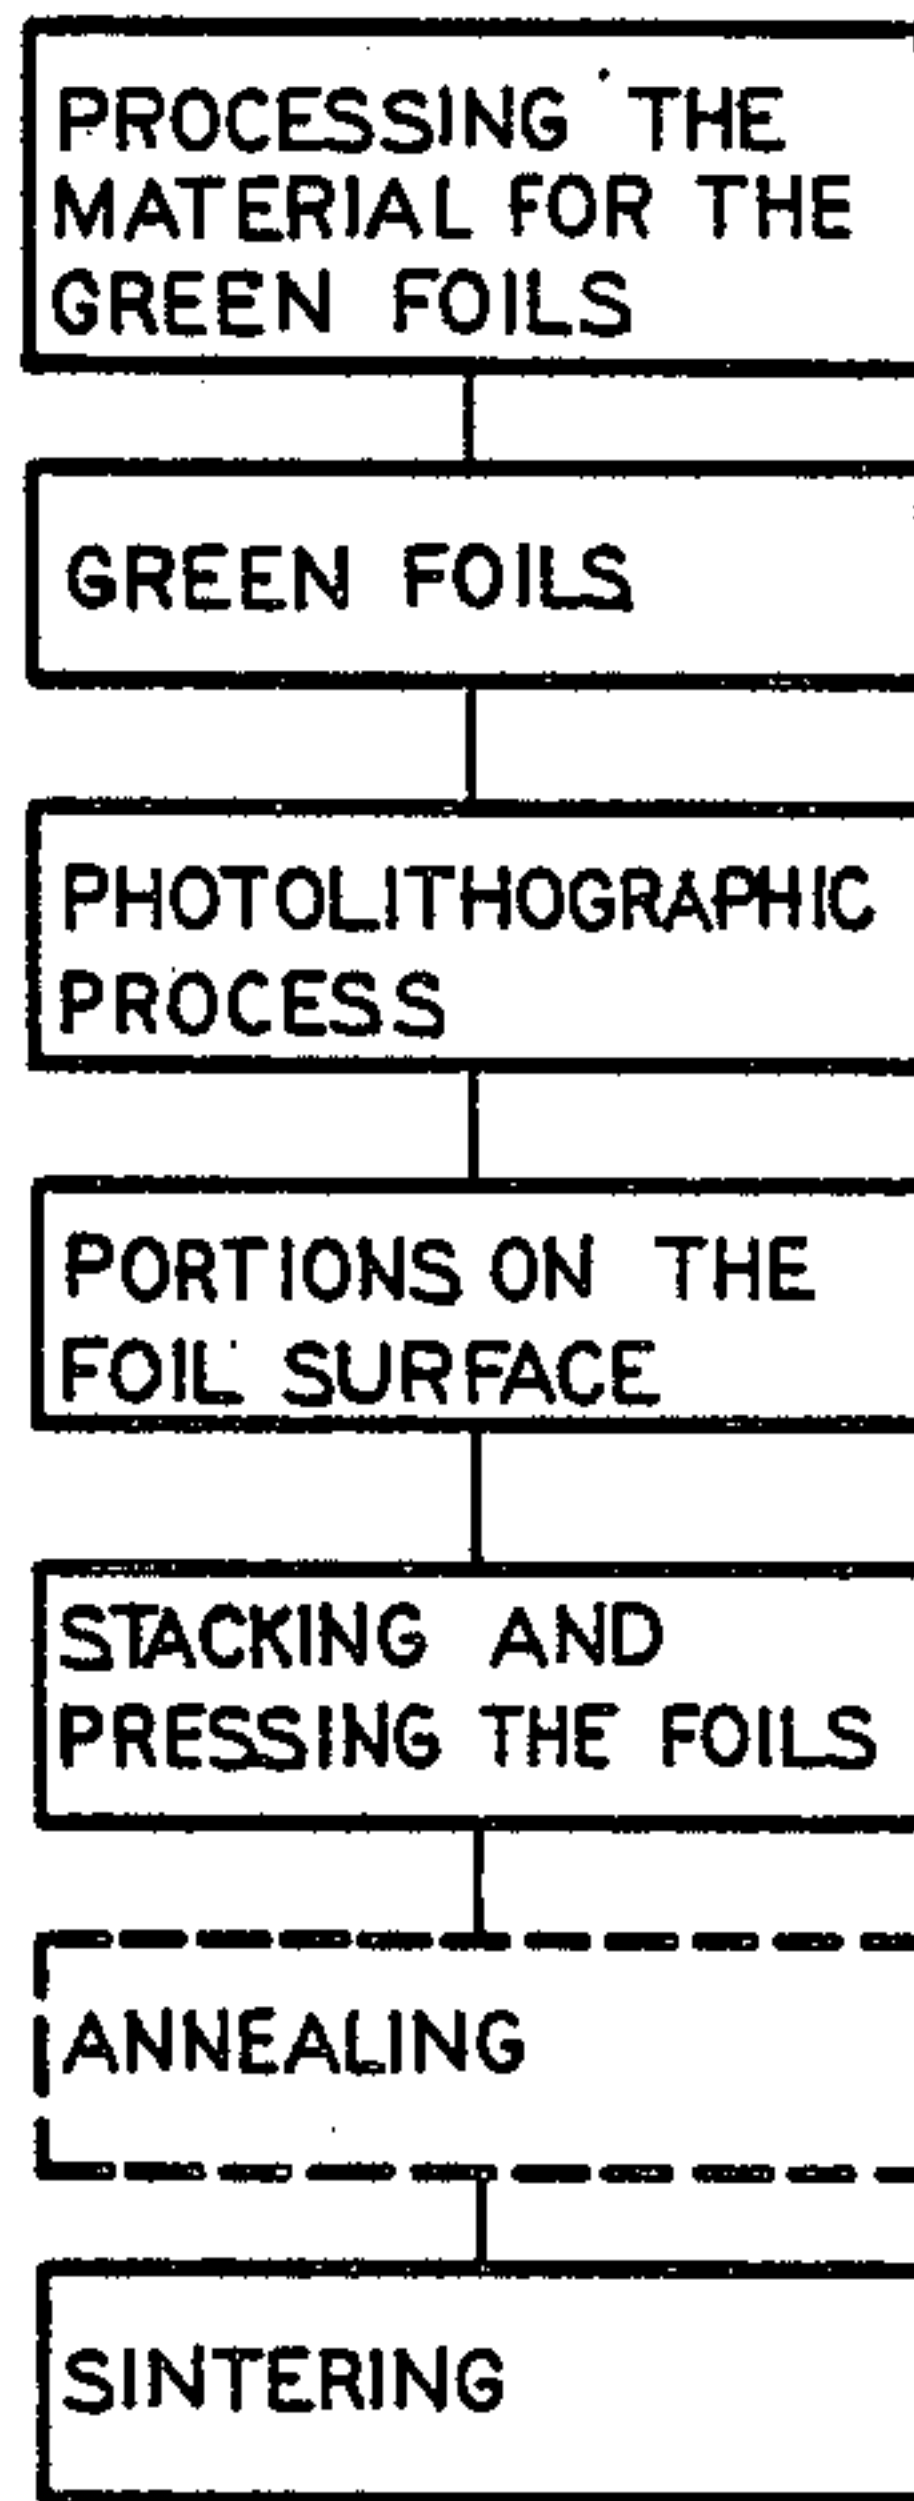 PROCESSING THE
MATERIAL FOR THE
GREEN FOILS
GREEN FOILS
PHOTOLITHOGRAPHIC
PROCESS
PORTIONS ON THE
FOIL SURFACE
STACKING AND
PRESSING THE FOILS
ANNEALING
SINTERING